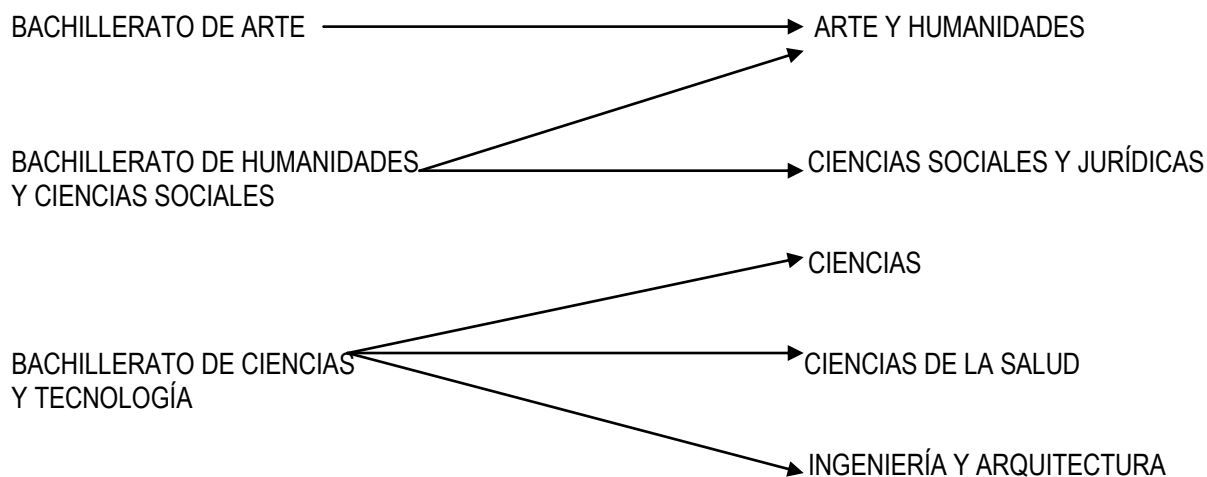 BACHILLERATO DE ARTE
ARTE Y HUMANIDADES
BACHILLERATO DE HUMANIDADES
Y CIENCIAS SOCIALES
CIENCIAS SOCIALES Y JURÍDICAS
CIENCIAS
BACHILLERATO DE CIENCIAS
Y TECNOLOGÍA
CIENCIAS DE LA SALUD
INGENIERÍA Y ARQUITECTURA